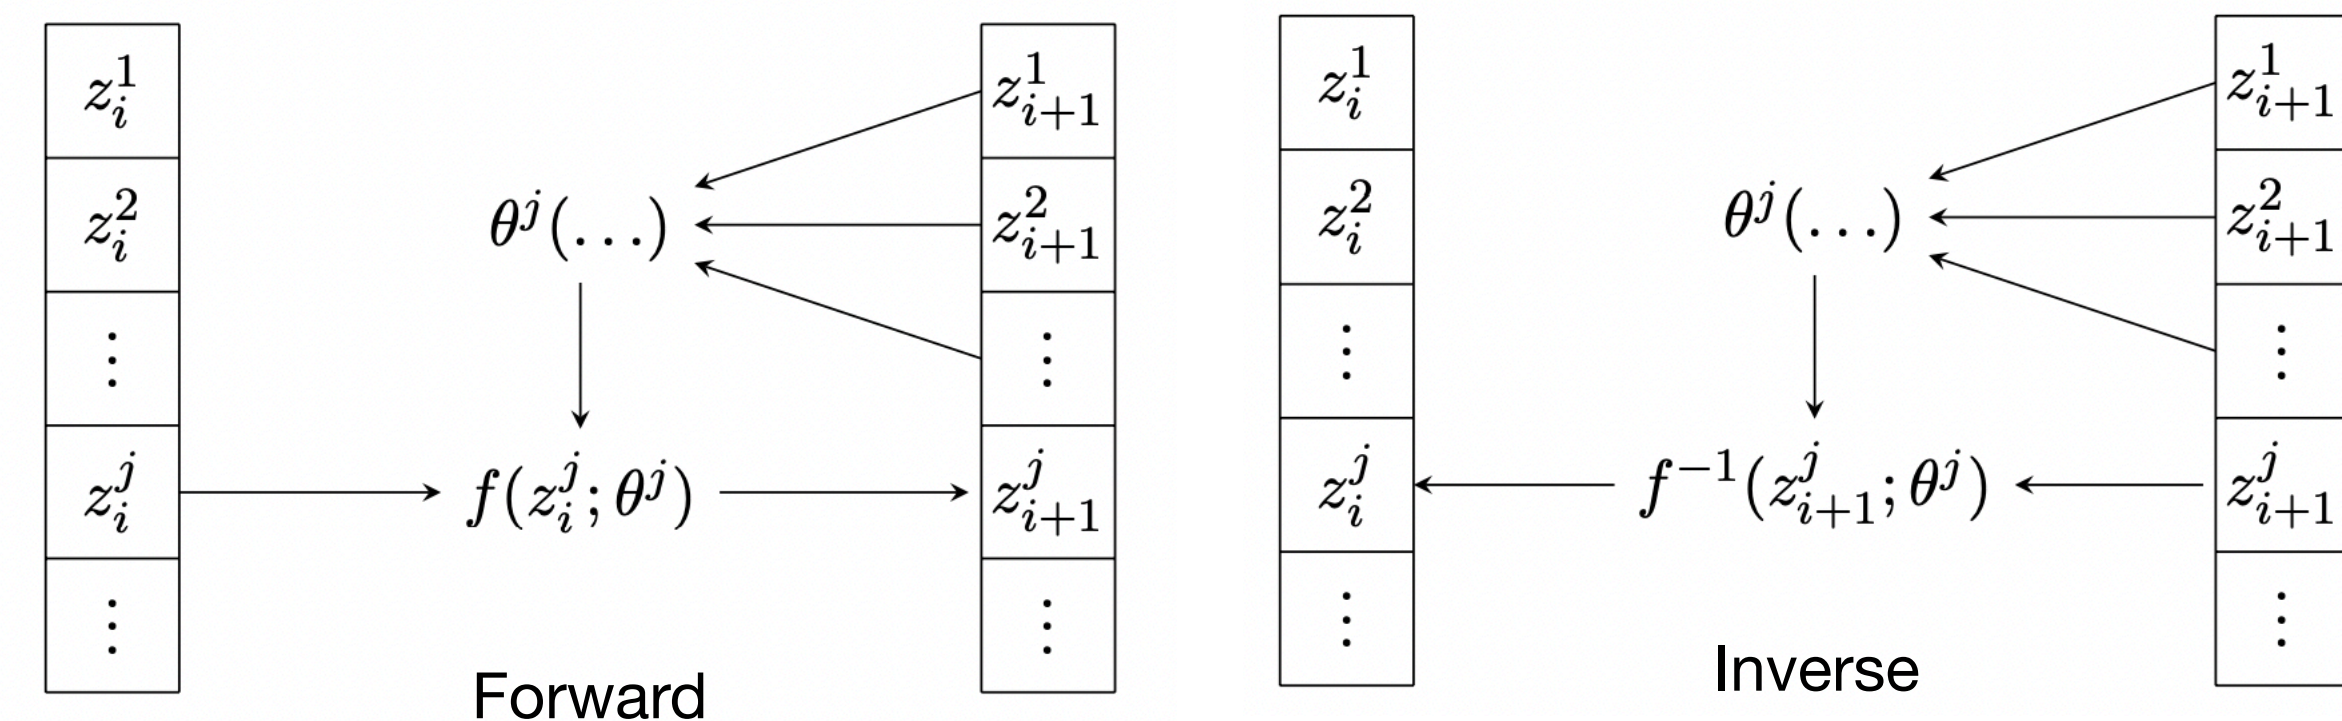 z_i^1
z_i^2
⋮
z_i^j
⋮
θ^j(…)
f(z_i^j; θ^j)
z_{i+1}^1
z_{i+1}^2
⋮
z_{i+1}^j
⋮
Forward
z_i^1
z_i^2
⋮
z_i^j
⋮
θ^j(…)
f^{-1}(z_{i+1}^j; θ^j)
z_{i+1}^1
z_{i+1}^2
⋮
z_{i+1}^j
⋮
Inverse